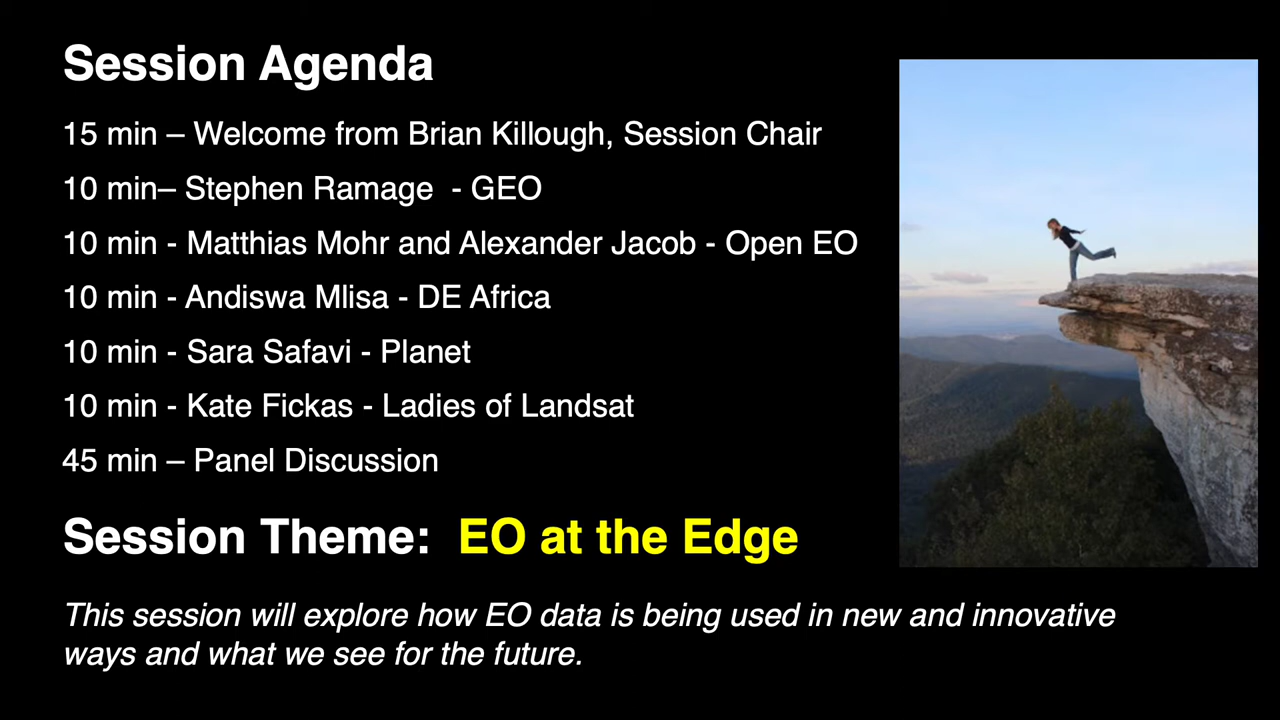 Session Agenda
15 min – Welcome from Brian Killough, Session Chair
10 min– Stephen Ramage  - GEO
10 min - Matthias Mohr and Alexander Jacob - Open EO
10 min - Andiswa Mlisa - DE Africa
10 min - Sara Safavi - Planet
10 min - Kate Fickas - Ladies of Landsat
45 min – Panel Discussion
Session Theme:  EO at the Edge
This session will explore how EO data is being used in new and innovative
ways and what we see for the future.